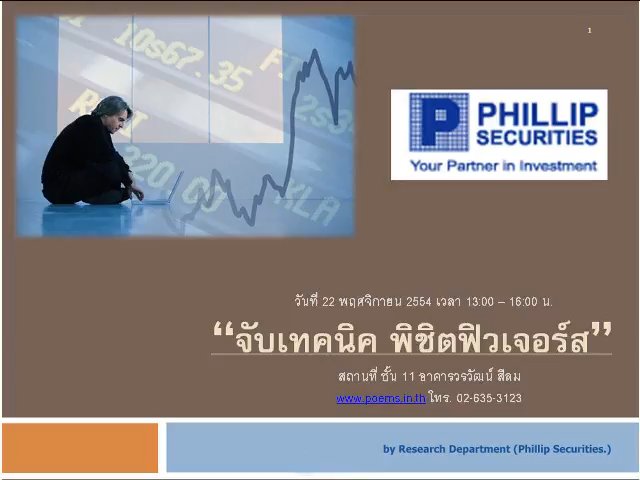 1
10s67.35
PHILLIP
SECURITIES
Your Partner in Investment
KLA
วันที่ 22 พฤศจิกายน 2554 เวลา 13:00 – 16:00 น.
“จับเทคนิค พิชิตฟิวเจอร์ส”
สถานที่ ชั้น 11 อาคารวรวัฒน์ สีลม
www.poems.in.th โทร. 02-635-3123
by Research Department (Phillip Securities.)